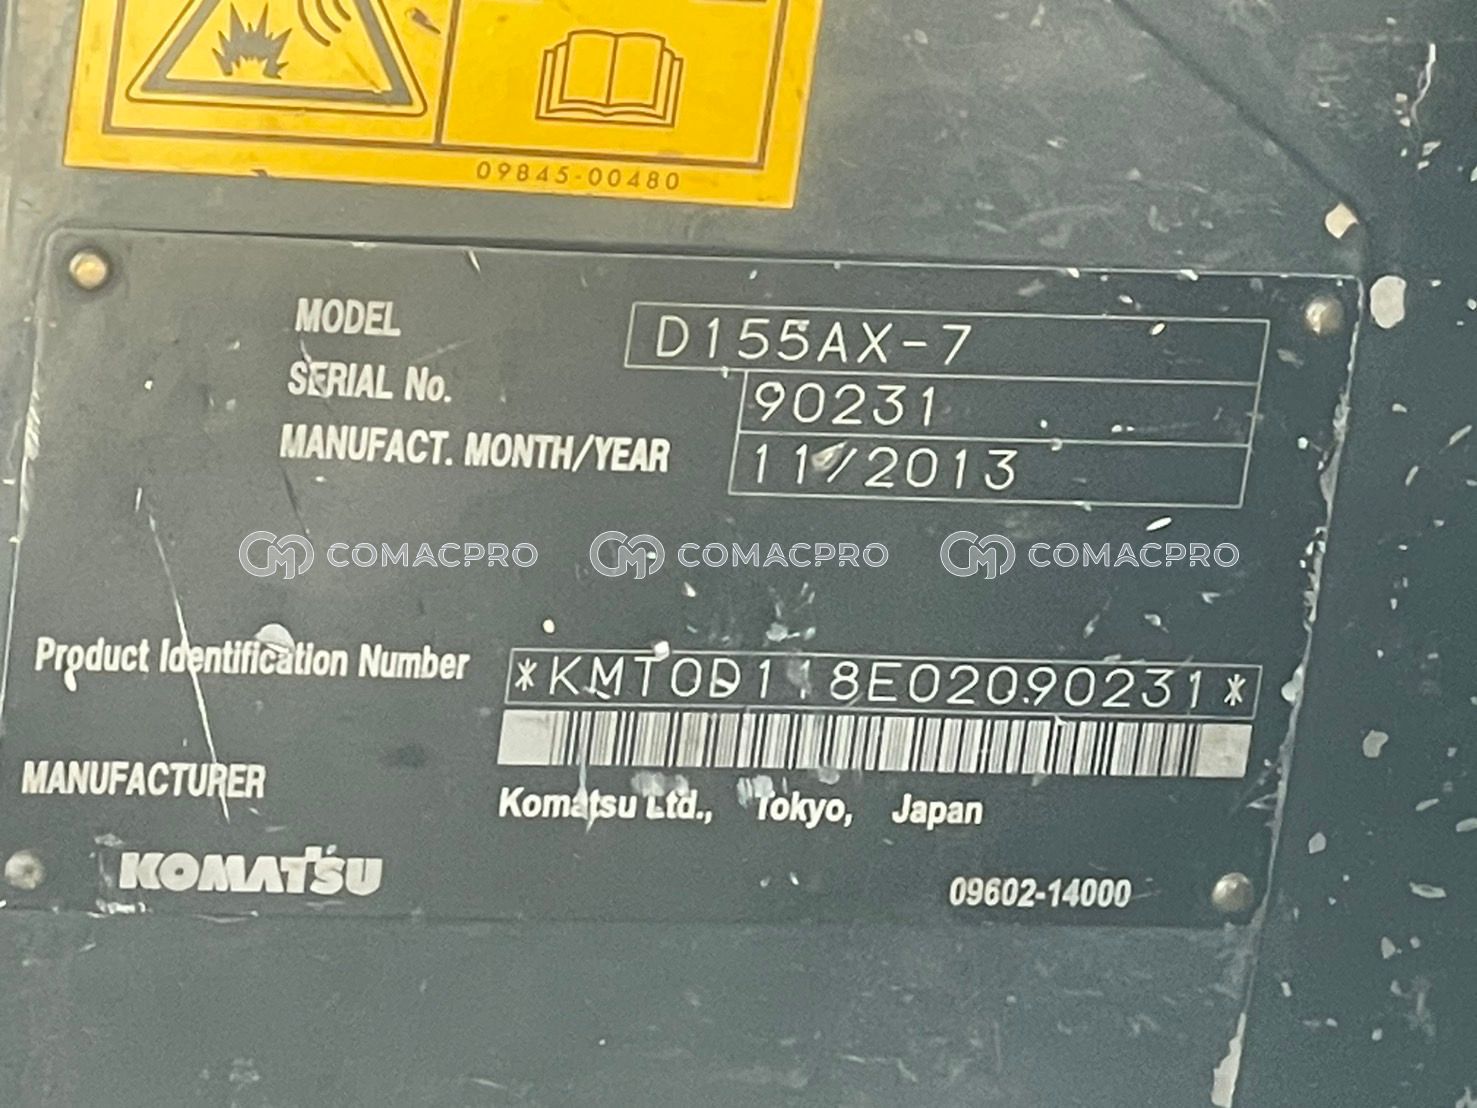 09845-00480
MODEL D155AX-7
SERIAL No. 90231
MANUFACT. MONTH/YEAR 11/2013
COMACPRO COMACPRO COMACPRO
Product Identification Number *KMT0D118E02090231*
MANUFACTURER Komatsu Ltd., Tokyo, Japan
KOMATSU
09602-14000